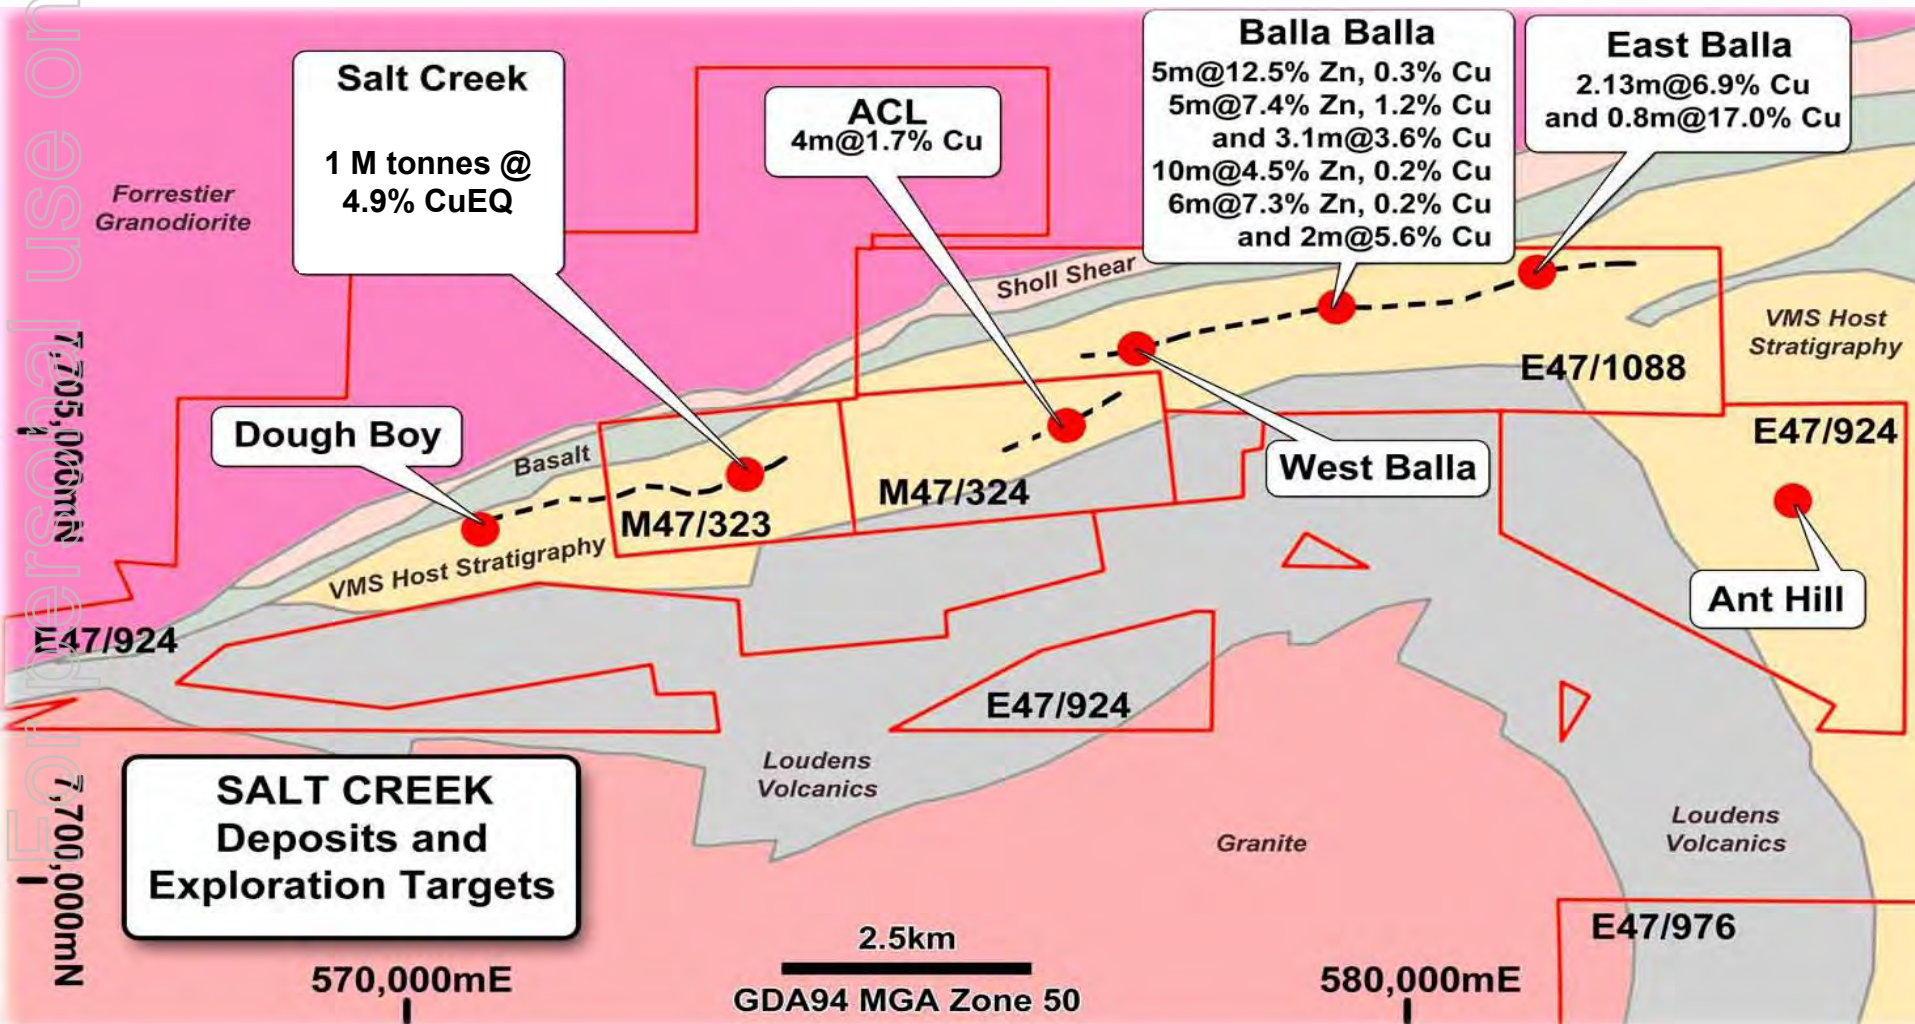 Salt Creek
1 M tonnes @
4.9% CuEQ
ACL
4m@1.7% Cu
Balla Balla
5m@12.5% Zn, 0.3% Cu
5m@7.4% Zn, 1.2% Cu
and 3.1m@3.6% Cu
10m@4.5% Zn, 0.2% Cu
6m@7.3% Zn, 0.2% Cu
and 2m@5.6% Cu
East Balla
2.13m@6.9% Cu
and 0.8m@17.0% Cu
Forrestier
Granodiorite
Sholl Shear
VMS Host
Stratigraphy
E47/1088
Dough Boy
Basalt
West Balla
E47/924
M47/324
M47/323
VMS Host Stratigraphy
Ant Hill
E47/924
E47/924
Loudens
Volcanics
Granite
Loudens
Volcanics
SALT CREEK
Deposits and
Exploration Targets
E47/976
2.5km
GDA94 MGA Zone 50
570,000mE
580,000mE
7,705,000mN
7,700,000mN
For personal use on